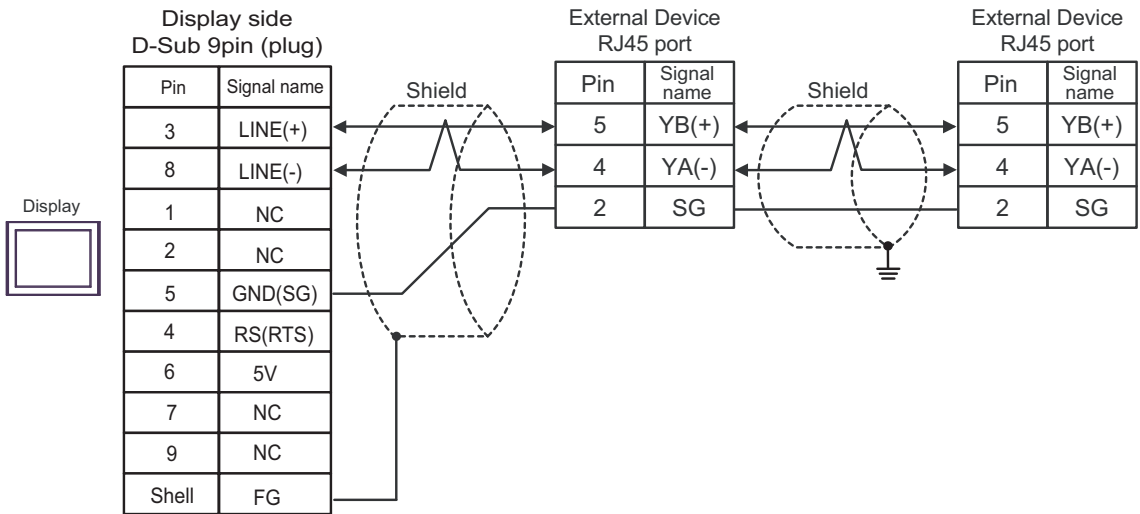 Display side
D-Sub 9pin (plug)
Pin Signal name
3 LINE(+)
8 LINE(-)
1 NC
2 NC
5 GND(SG)
4 RS(RTS)
6 5V
7 NC
9 NC
Shell FG
Display
Shield
External Device
RJ45 port
Pin Signal
name
5 YB(+)
4 YA(-)
2 SG
Shield
External Device
RJ45 port
Pin Signal
name
5 YB(+)
4 YA(-)
2 SG